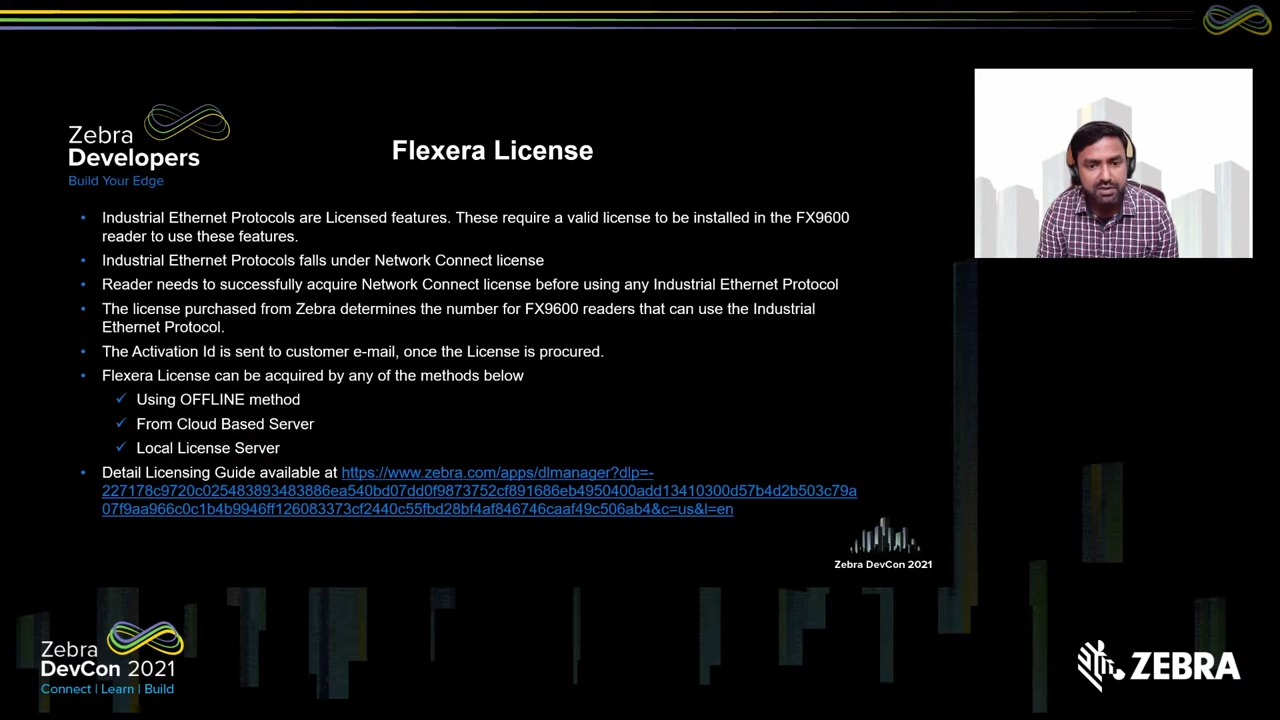 Zebra
Developers
Build Your Edge
Flexera License
Industrial Ethernet Protocols are Licensed features. These require a valid license to be installed in the FX9600
reader to use these features.
Industrial Ethernet Protocols falls under Network Connect license
Reader needs to successfully acquire Network Connect license before using any Industrial Ethernet Protocol
The license purchased from Zebra determines the number for FX9600 readers that can use the Industrial
Ethernet Protocol.
The Activation Id is sent to customer e-mail, once the License is procured.
Flexera License can be acquired by any of the methods below
Using OFFLINE method
From Cloud Based Server
Local License Server
Detail Licensing Guide available at https://www.zebra.com/apps/dlmanager?dlp=-
227178c9720c025483893483886ea540bd07dd0f9873752cf891686eb4950400add13410300d57b4d2b503c79a
07f9aa966c0c1b4b9946ff126083373cf2440c55fbd28bf4af846746caaf49c506ab4&c=us&l=en
Zebra DevCon 2021
Zebra
DevCon 2021
Connect | Learn | Build
ZEBRA